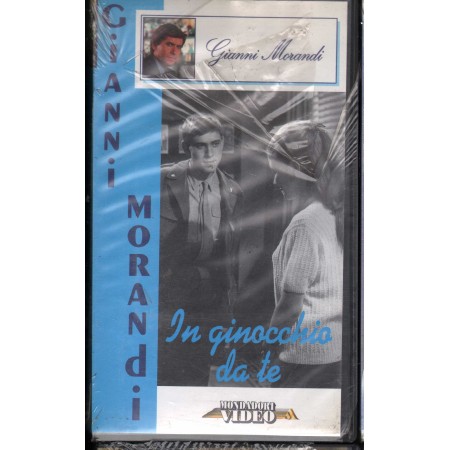 Gianni Morandi
GiANNi MORANdi
In ginocchio
da te
MONDADORI
VIDEO